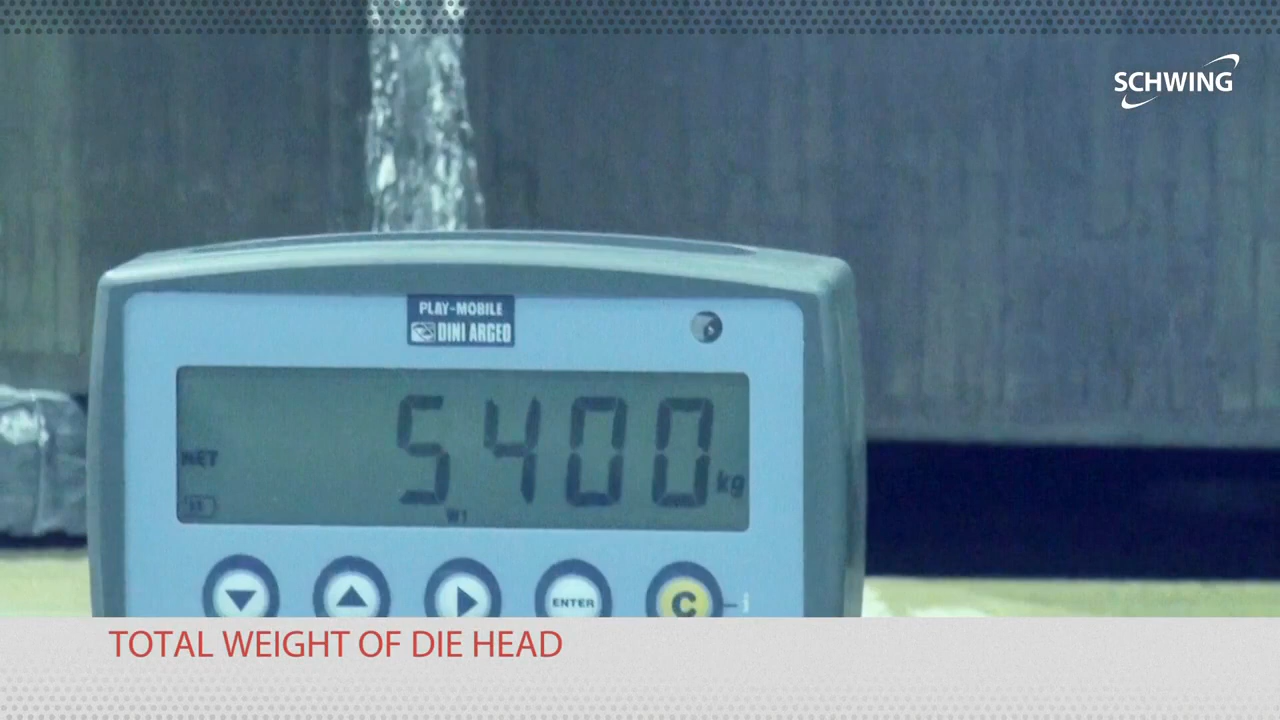 SCHWING
PLAY-MOBILE
DINI ARGEO
5400
NET
kg
W1
ENTER
C
i
TOTAL WEIGHT OF DIE HEAD